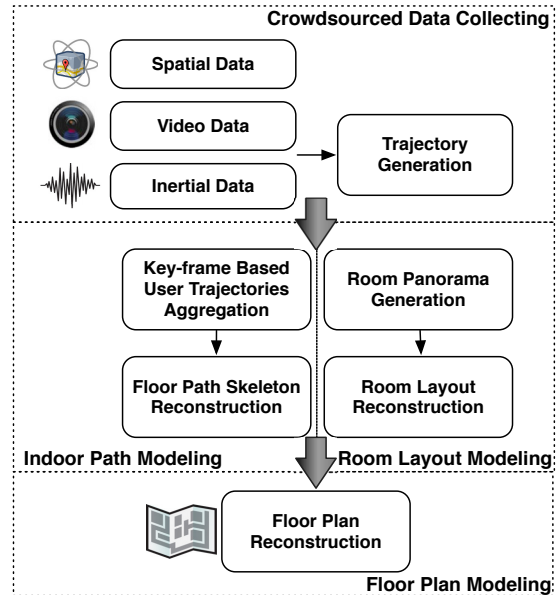 Crowdsourced Data Collecting
Spatial Data
Video Data
Inertial Data
Trajectory
Generation
Key-frame Based
User Trajectories
Aggregation
Room Panorama
Generation
Floor Path Skeleton
Reconstruction
Room Layout
Reconstruction
Indoor Path Modeling
Room Layout Modeling
Floor Plan
Reconstruction
Floor Plan Modeling